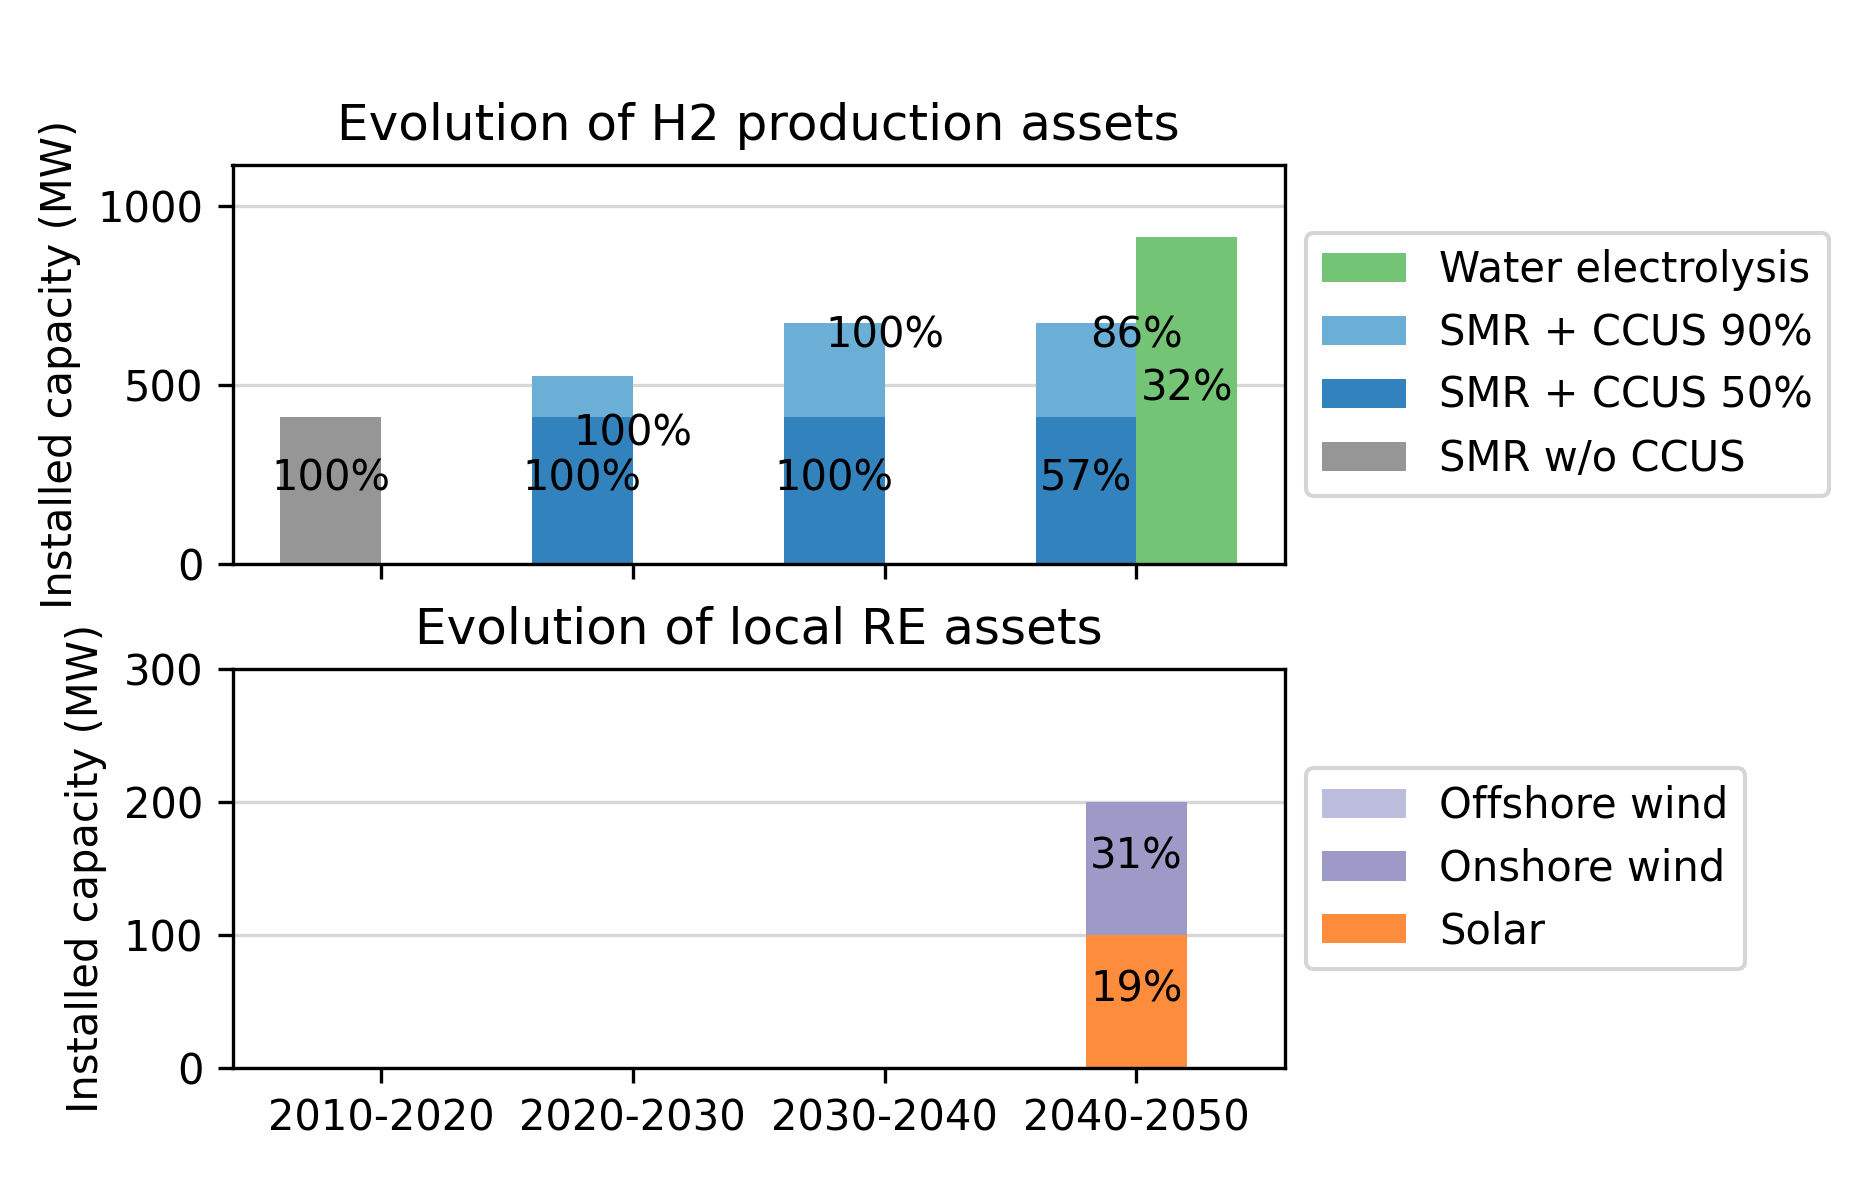 Evolution of H2 production assets
Installed capacity (MW)
1000
500
0
100%
100%
100%
100%
100%
86%
57%
32%
Water electrolysis
SMR + CCUS 90%
SMR + CCUS 50%
SMR w/o CCUS
Evolution of local RE assets
Installed capacity (MW)
300
200
100
0
31%
19%
2010-2020
2020-2030
2030-2040
2040-2050
Offshore wind
Onshore wind
Solar